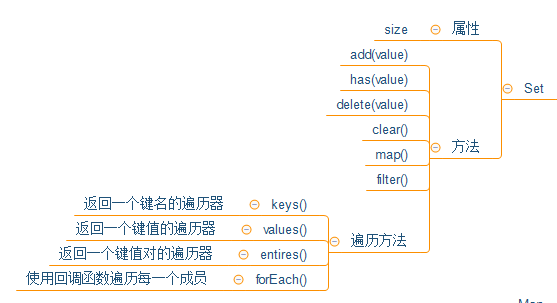 size 属性
add(value)
has(value)
Set
delete(value)
clear()
方法
map()
filter()
返回一个键名的遍历器 keys()
返回一个键值的遍历器 values()
遍历方法
返回一个键值对的遍历器 entires()
使用回调函数遍历每一个成员 forEach()